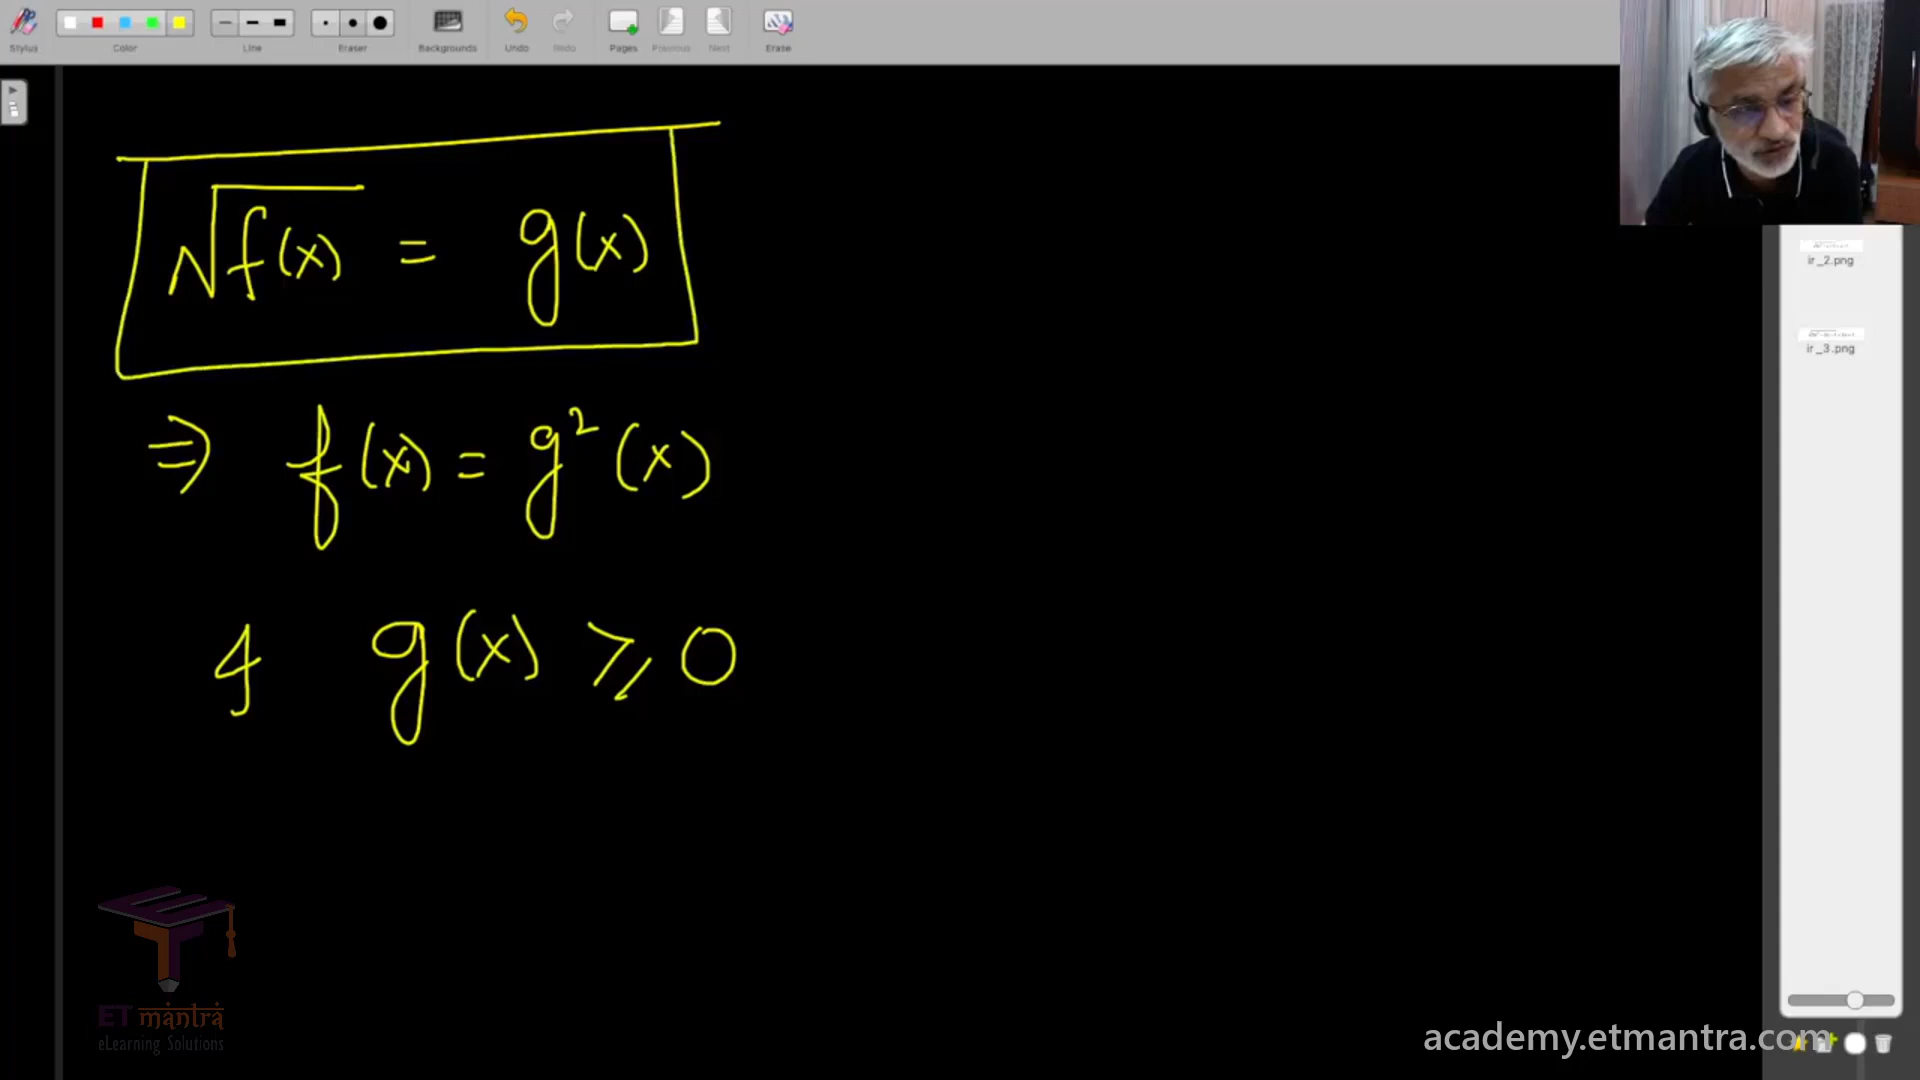 Stylus Color Line Eraser Backgrounds Undo Redo Pages Previous Next Erase
√f(x) = g(x)
⇒ f(x) = g²(x)
& g(x) ≥ 0
ir_2.png
ir_3.png
ET mantra
eLearning Solutions
academy.etmantra.com